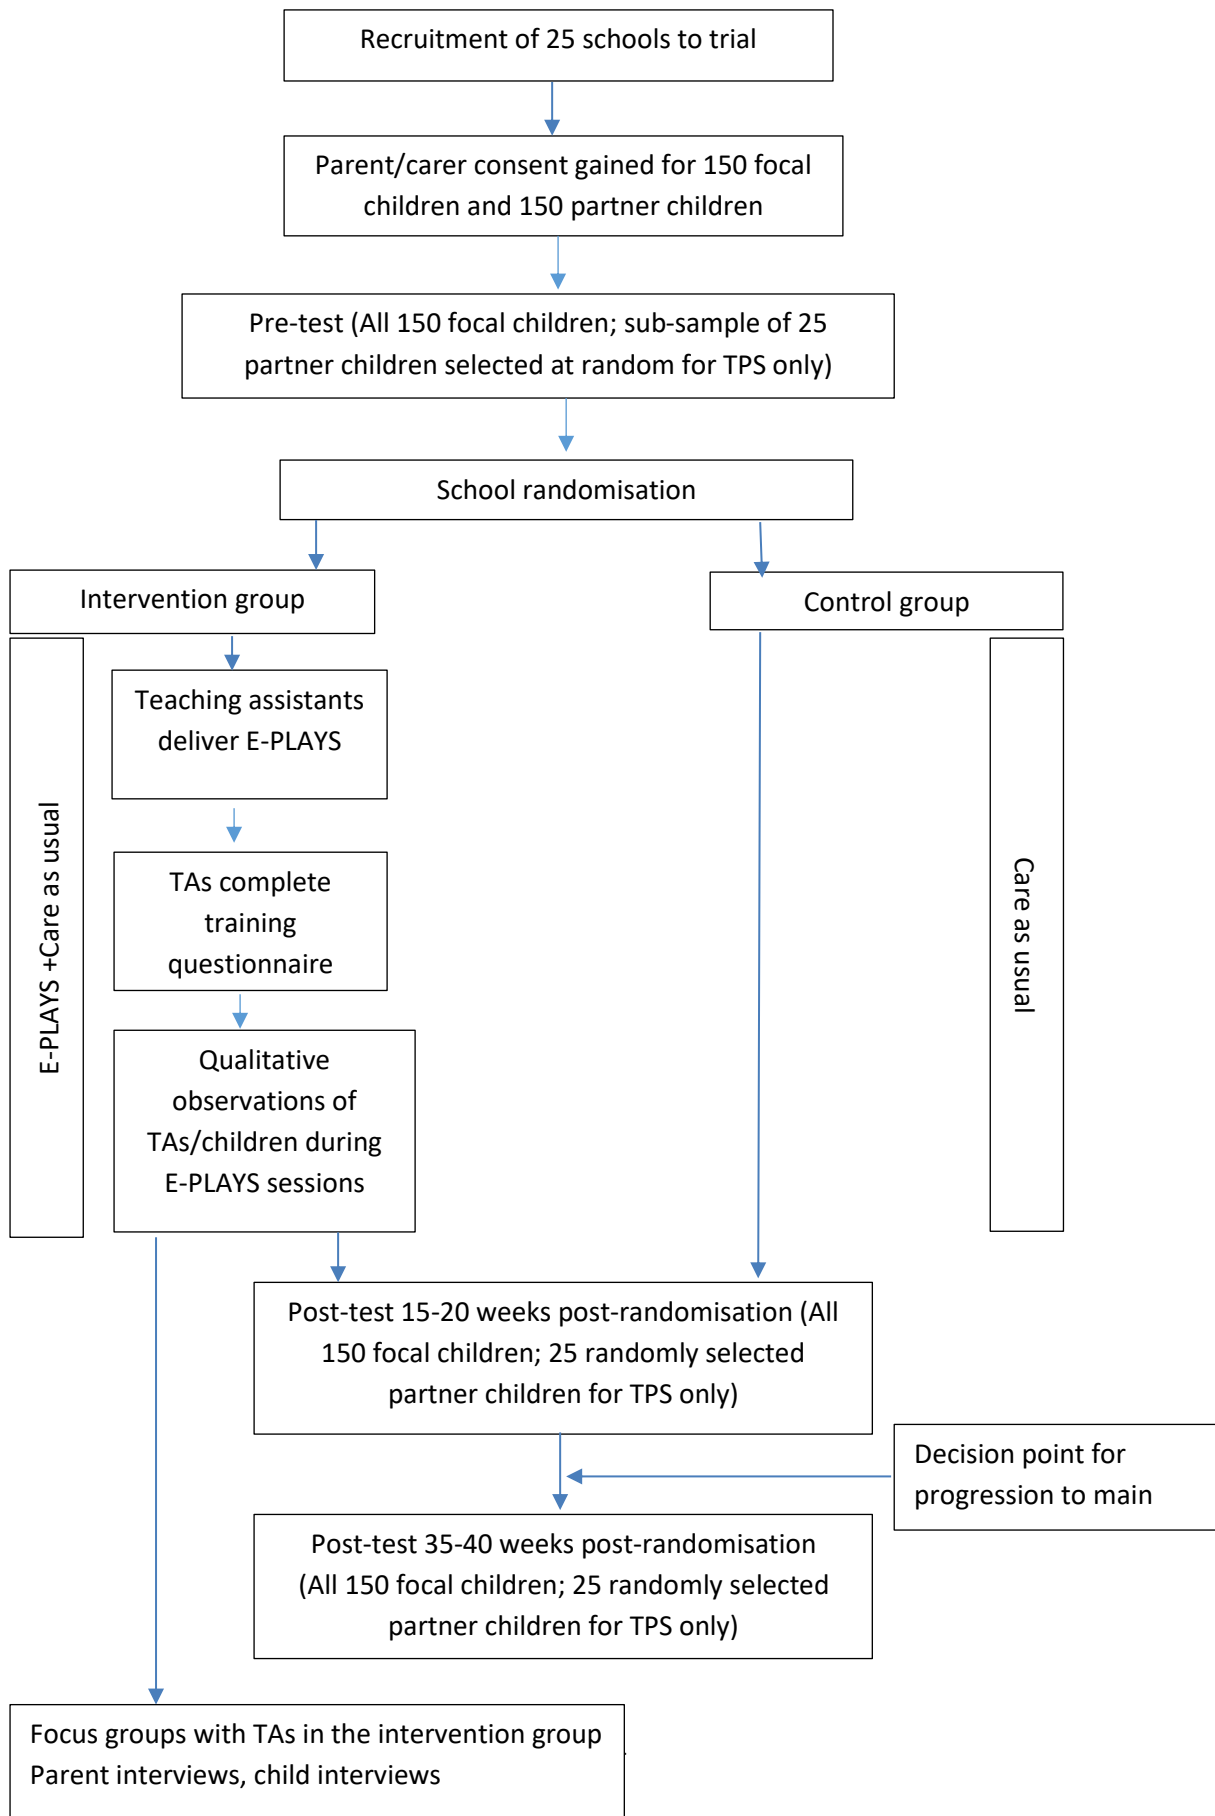 Recruitment of 25 schools to trial
Parent/carer consent gained for 150 focal
children and 150 partner children
Pre-test (All 150 focal children; sub-sample of 25
partner children selected at random for TPS only)
School randomisation
Intervention group
Control group
E-PLAYS +Care as usual
Teaching assistants
deliver E-PLAYS
TAs complete
training
questionnaire
Qualitative
observations of
TAs/children during
E-PLAYS sessions
Care as usual
Post-test 15-20 weeks post-randomisation (All
150 focal children; 25 randomly selected
partner children for TPS only)
Decision point for
progression to main
Post-test 35-40 weeks post-randomisation
(All 150 focal children; 25 randomly selected
partner children for TPS only)
Focus groups with TAs in the intervention group
Parent interviews, child interviews